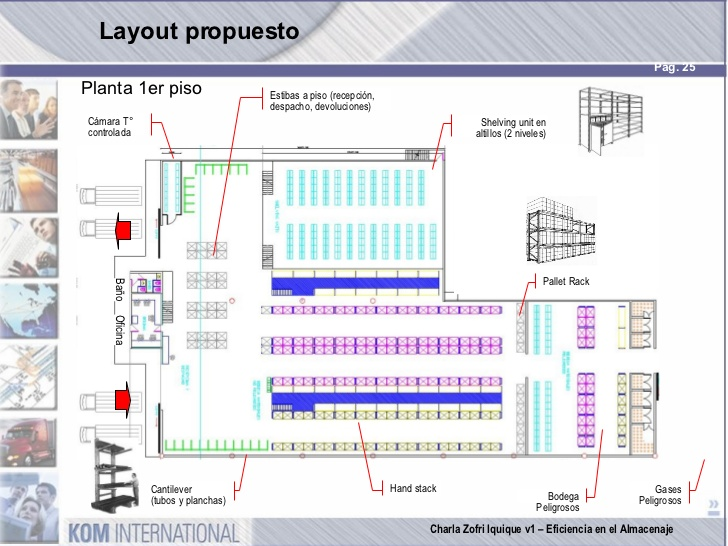 Layout propuesto
Pag. 25
Planta 1er piso
Estibas a piso (recepción,
despacho, devoluciones)
Cámara T°
controlada
Shelving unit en
altillos (2 niveles)
Pallet Rack
Baño
Oficina
Cantilever
(tubos y planchas)
Hand stack
Bodega
Peligrosos
Gases
Peligrosos
Charla Zofri Iquique v1 – Eficiencia en el Almacenaje
KOM INTERNATIONAL